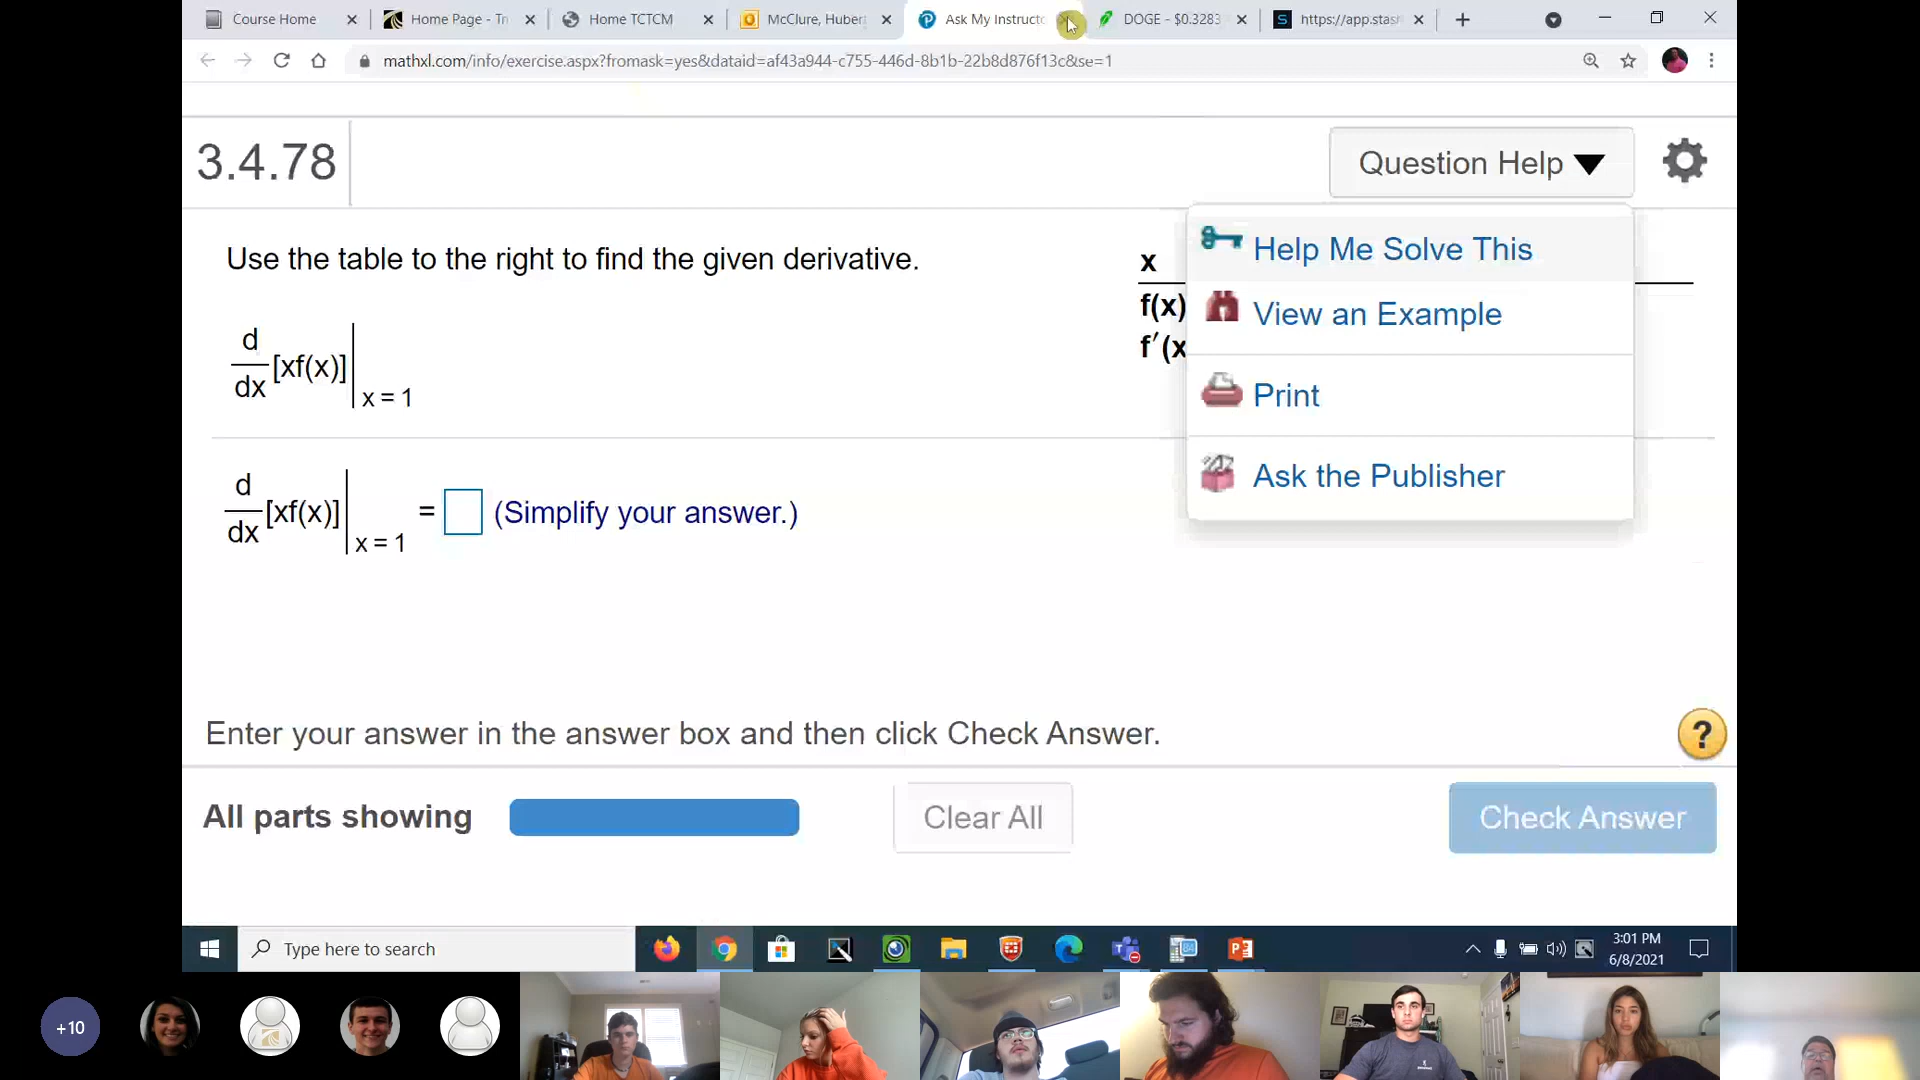 Course Home
Home Page - Tr
Home TCTCM
McClure, Hubert
Ask My Instructo
DOGE - $0.3283
https://app.stash
mathxl.com/info/exercise.aspx?fromask=yes&dataid=af43a944-c755-446d-8b1b-22b8d876f13c&se=1
3.4.78
Question Help
Help Me Solve This
View an Example
Print
Ask the Publisher
Use the table to the right to find the given derivative.
x
f(x)
f′(x
d
dx
[xf(x)]
x = 1
d
dx
[xf(x)]
x = 1
= (Simplify your answer.)
Enter your answer in the answer box and then click Check Answer.
?
All parts showing
Clear All
Check Answer
Type here to search
3:01 PM
6/8/2021
+10